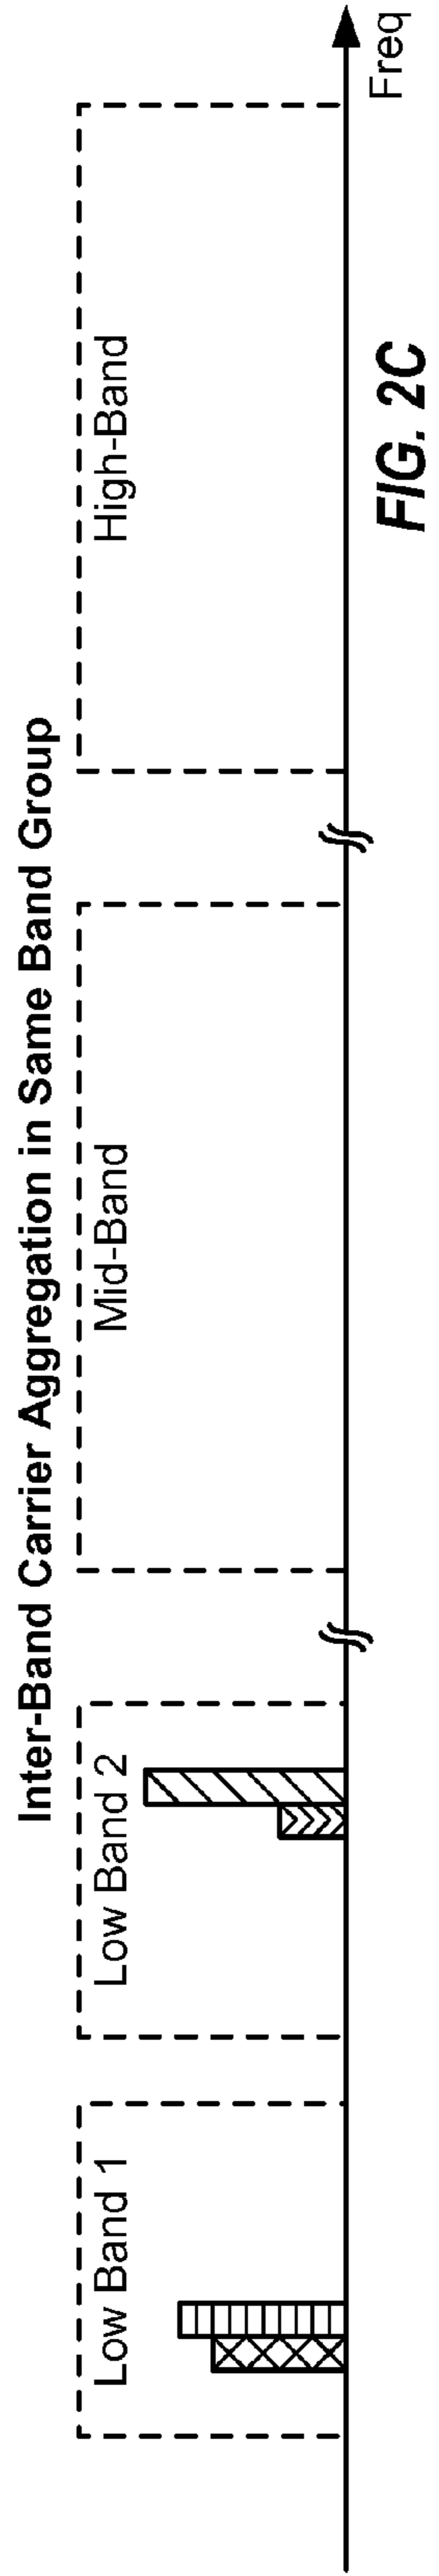 Inter-Band Carrier Aggregation in Same Band Group
Low Band 1
Low Band 2
Mid-Band
High-Band
Freq
FIG. 2C